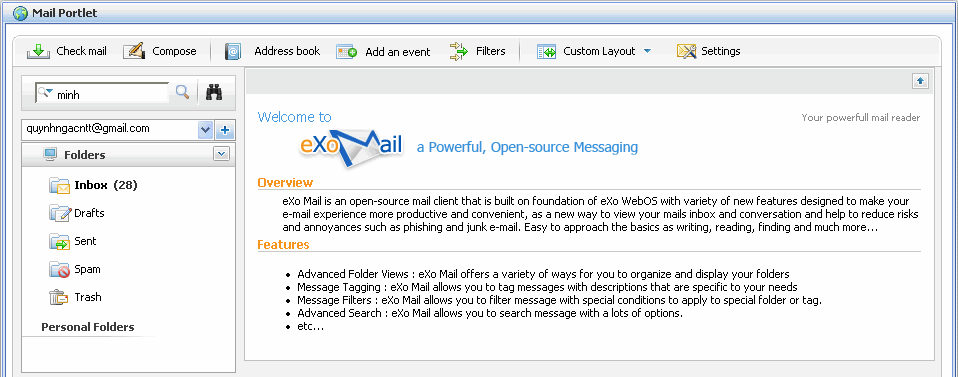 Mail Portlet
Check mail Compose Address book Add an event Filters Custom Layout Settings
minh
quynhngacntt@gmail.com
Folders
Inbox (28)
Drafts
Sent
Spam
Trash
Personal Folders
Welcome to
Your powerfull mail reader
eXo Mail a Powerful, Open-source Messaging
Overview
eXo Mail is an open-source mail client that is built on foundation of eXo WebOS with variety of new features designed to make your
e-mail experience more productive and convenient, as a new way to view your mails inbox and conversation and help to reduce risks
and annoyances such as phishing and junk e-mail. Easy to approach the basics as writing, reading, finding and much more...
Features
• Advanced Folder Views : eXo Mail offers a variety of ways for you to organize and display your folders
• Message Tagging : eXo Mail allows you to tag messages with descriptions that are specific to your needs
• Message Filters : eXo Mail allows you to filter message with special conditions to apply to special folder or tag.
• Advanced Search : eXo Mail allows you to search message with a lots of options.
• etc...